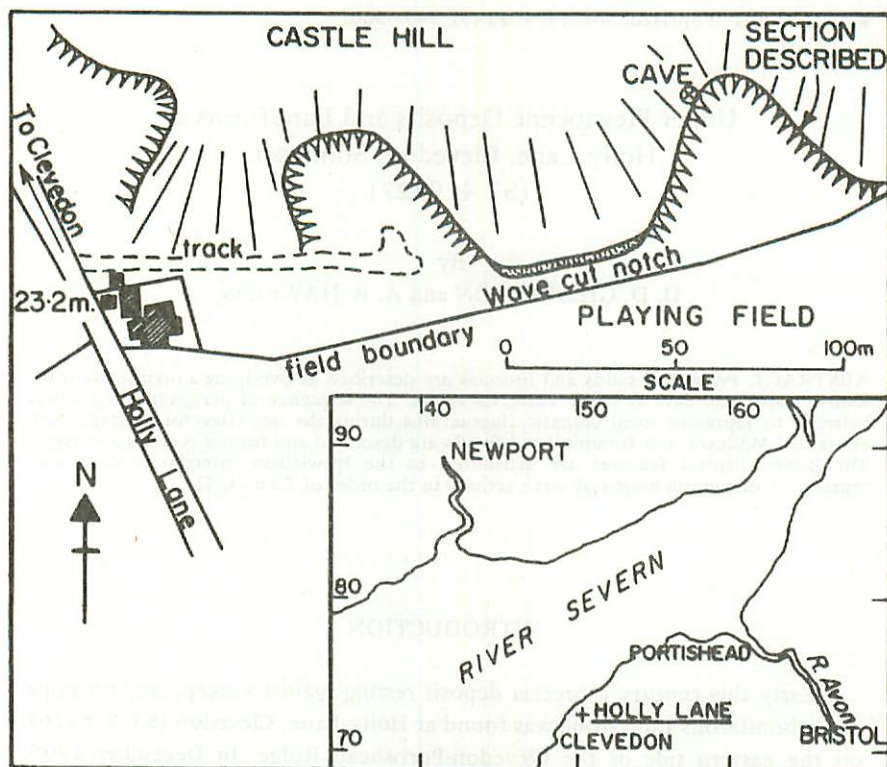 CASTLE HILL
SECTION
DESCRIBED
CAVE
To Clevedon
track
Wave cut notch
23·2m.
PLAYING FIELD
field boundary
0 50 100m
SCALE
Holly Lane
N
140 150 160
90
NEWPORT
80
RIVER SEVERN
PORTISHEAD
R. Avon
HOLLY LANE
CLEVEDON
BRISTOL
70